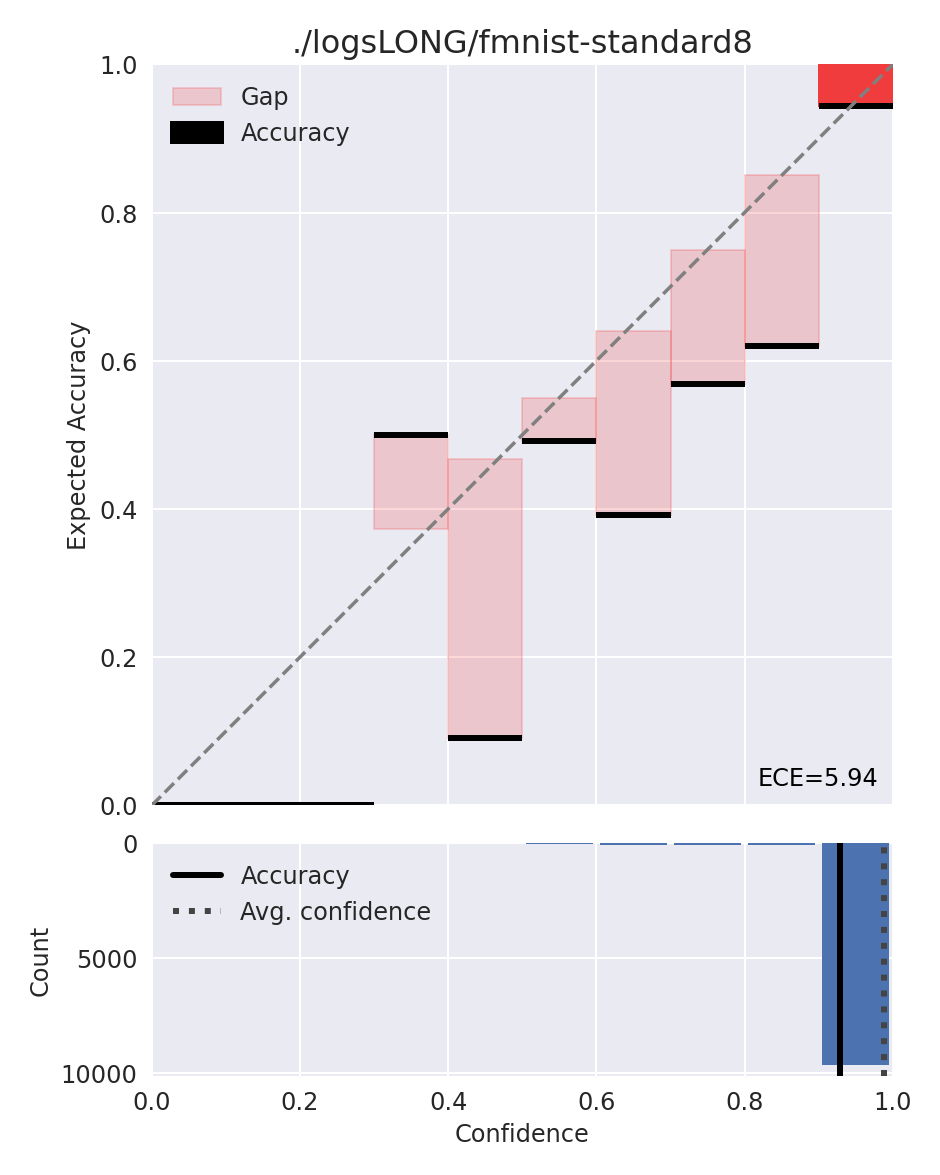 ./logsLONG/fmnist-standard8
1.0
Gap
Accuracy
0.8
0.6
Expected Accuracy
0.4
0.2
ECE=5.94
0.0
0
Accuracy
Avg. confidence
Count
5000
10000
0.0 0.2 0.4 0.6 0.8 1.0
Confidence